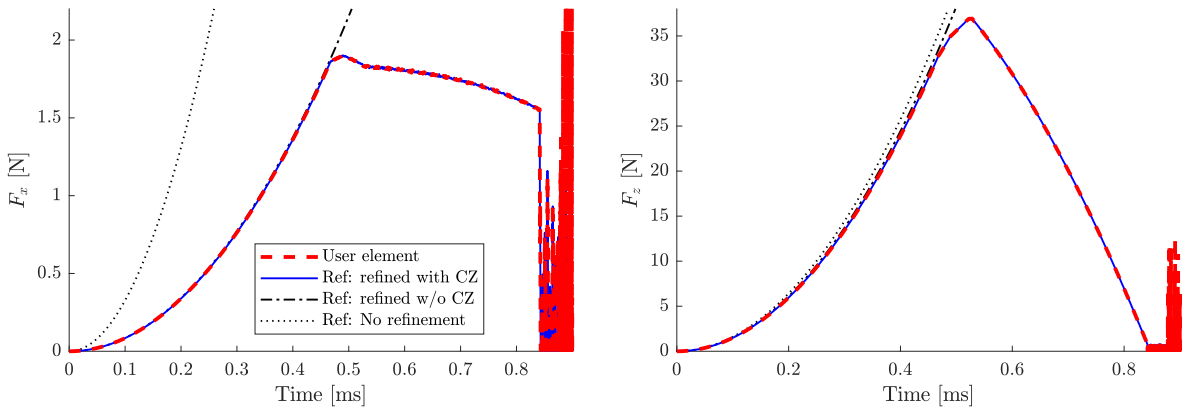 2
1.5
1
0.5
0
F_x [N]
0 0.1 0.2 0.3 0.4 0.5 0.6 0.7 0.8
Time [ms]
User element
Ref: refined with CZ
Ref: refined w/o CZ
Ref: No refinement
35
30
25
20
15
10
5
0
F_z [N]
0 0.2 0.4 0.6 0.8
Time [ms]